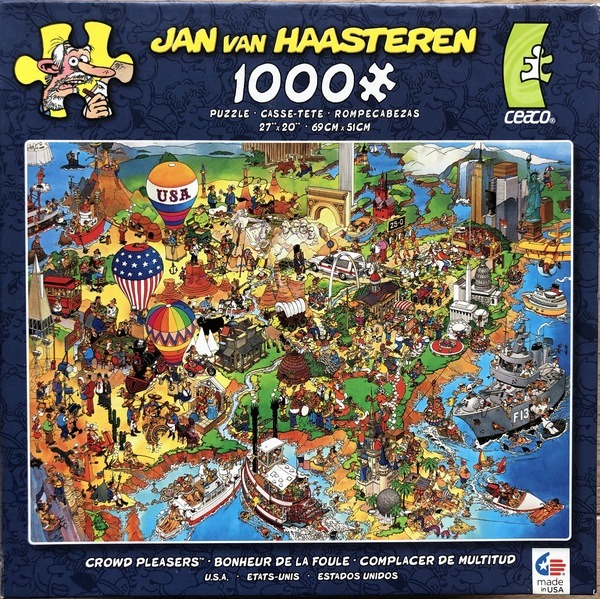 JAN VAN HAASTEREN
1000
PUZZLE · CASSE-TETE · ROMPECABEZAS
27"x 20" · 69CM x 51CM
ceaco®
USA
F13
CROWD PLEASERS™ · BONHEUR DE LA FOULE · COMPLACER DE MULTITUD
U.S.A. · ETATS-UNIS · ESTADOS UNIDOS
made
in USA